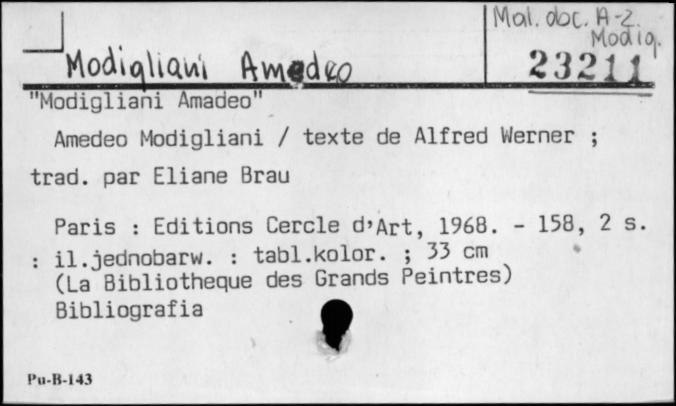 Mal. obc. A-Z.
Modig.
Modigliani Amedeo
23211
"Modigliani Amadeo"
Amedeo Modigliani / texte de Alfred Werner ;
trad. par Eliane Brau
Paris : Editions Cercle d'Art, 1968. - 158, 2 s.
: il.jednobarw. : tabl.kolor. ; 33 cm
(La Bibliotheque des Grands Peintres)
Bibliografia
Pu-B-143